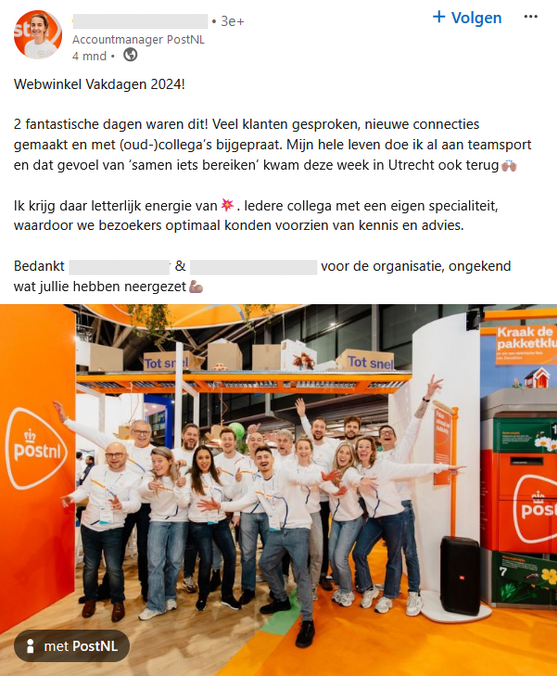 • 3e+
+ Volgen
Accountmanager PostNL
4 mnd •
Webwinkel Vakdagen 2024!
2 fantastische dagen waren dit! Veel klanten gesproken, nieuwe connecties
gemaakt en met (oud-)collega's bijgepraat. Mijn hele leven doe ik al aan teamsport
en dat gevoel van 'samen iets bereiken' kwam deze week in Utrecht ook terug🙌🏽
Ik krijg daar letterlijk energie van 💥. Iedere collega met een eigen specialiteit,
waardoor we bezoekers optimaal konden voorzien van kennis en advies.
Bedankt & voor de organisatie, ongekend
wat jullie hebben neergezet💪🏽
Kraak de
pakketklu
Tot snel
Tot snel
postnl
post
7
met PostNL